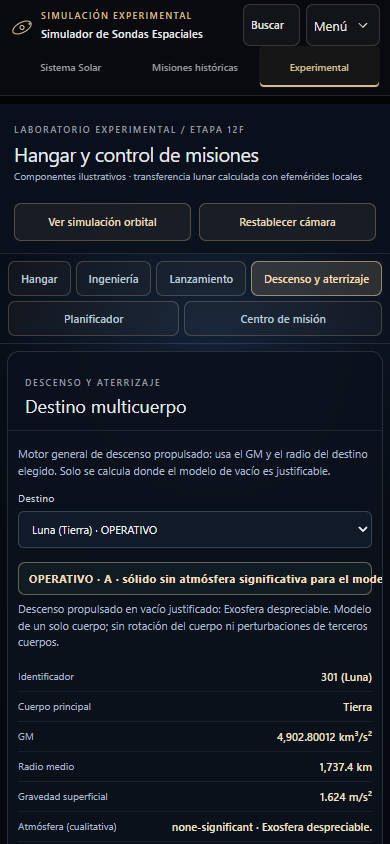 SIMULACIÓN EXPERIMENTAL
Simulador de Sondas Espaciales
Buscar
Menú
Sistema Solar
Misiones históricas
Experimental
LABORATORIO EXPERIMENTAL / ETAPA 12F
Hangar y control de misiones
Componentes ilustrativos · transferencia lunar calculada con efemérides locales
Ver simulación orbital
Restablecer cámara
Hangar
Ingeniería
Lanzamiento
Descenso y aterrizaje
Planificador
Centro de misión
DESCENSO Y ATERRIZAJE
Destino multicuerpo
Motor general de descenso propulsado: usa el GM y el radio del destino
elegido. Solo se calcula donde el modelo de vacío es justificable.
Destino
Luna (Tierra) · OPERATIVO
OPERATIVO · A · sólido sin atmósfera significativa para el mode
Descenso propulsado en vacío justificado: Exosfera despreciable. Modelo
de un solo cuerpo; sin rotación del cuerpo ni perturbaciones de terceros
cuerpos.
Identificador
301 (Luna)
Cuerpo principal
Tierra
GM
4,902.80012 km³/s²
Radio medio
1,737.4 km
Gravedad superficial
1.624 m/s²
Atmósfera (cualitativa)
none-significant · Exosfera despreciable.